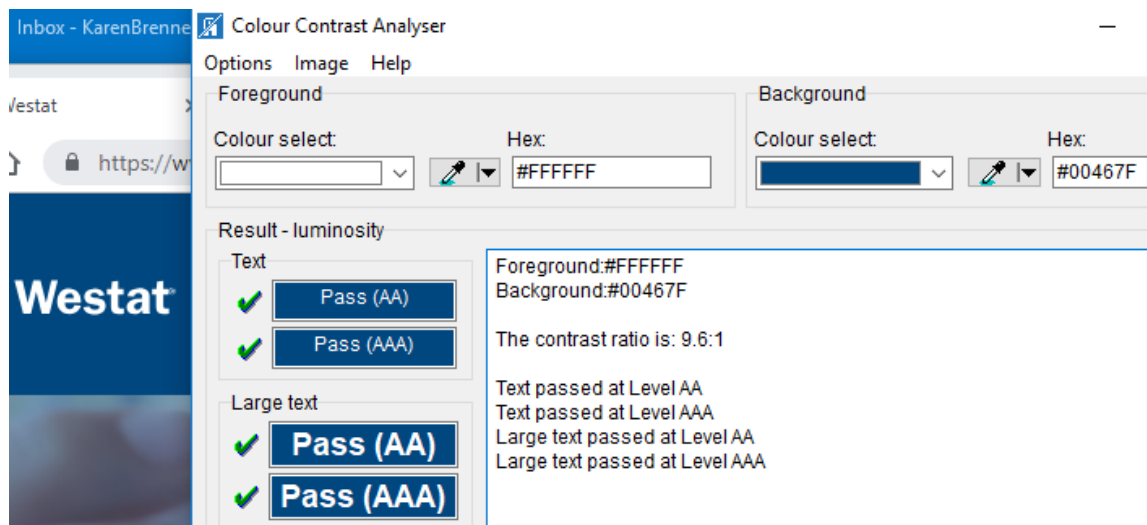 Inbox - KarenBrenne
Colour Contrast Analyser
Options Image Help
Westat
https://w
Foreground
Colour select:
Hex:
#FFFFFF
Background
Colour select:
Hex:
#00467F
Westat
Result - luminosity
Text
Pass (AA)
Pass (AAA)
Large text
Pass (AA)
Pass (AAA)
Foreground:#FFFFFF
Background:#00467F
The contrast ratio is: 9.6:1
Text passed at Level AA
Text passed at Level AAA
Large text passed at Level AA
Large text passed at Level AAA